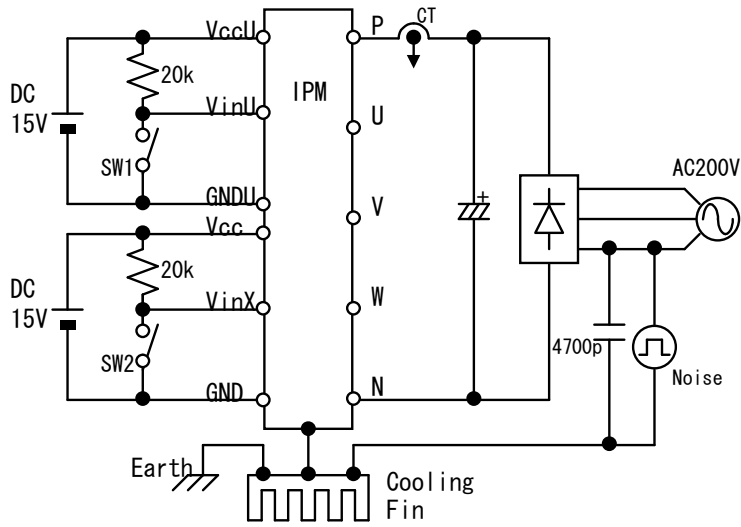 VccU
20k
DC
15V
VinU
SW1
GNDU
Vcc
20k
DC
15V
VinX
SW2
GND
IPM
P
CT
U
V
W
N
+
AC200V
4700p
Noise
Earth
Cooling
Fin